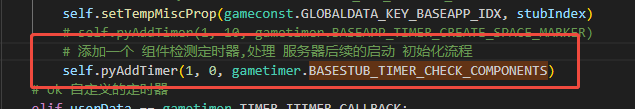 self.setTempMiscProp(gameconst.GLOBALDATA_KEY_BASEAPP_IDX, stubIndex)
# self.pyAddTimer(1, 10, gametimer.BASEAPP_TIMER_CREATE_SPACE_MARKER)
# 添加一个 组件检测定时器,处理 服务器后续的启动 初始化流程
self.pyAddTimer(1, 0, gametimer.BASESTUB_TIMER_CHECK_COMPONENTS)
# ok 自定义的定时器
elif userData == gametimer.TIMER_TIMER_CALLBACK: